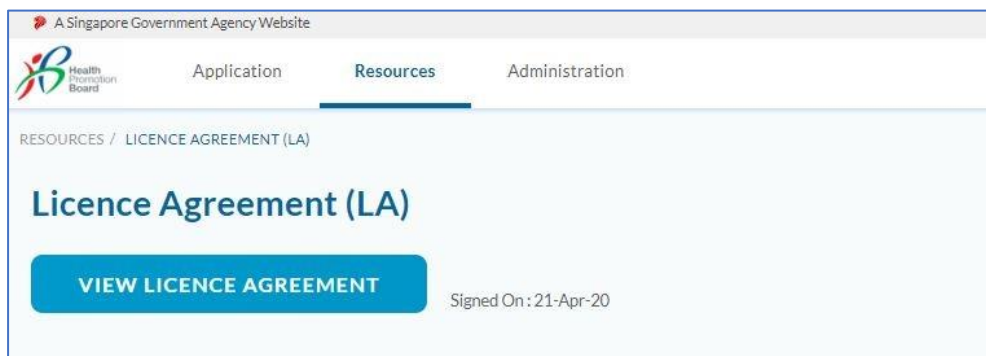 A Singapore Government Agency Website
Health
Promotion
Board
Application
Resources
Administration
RESOURCES / LICENCE AGREEMENT (LA)
Licence Agreement (LA)
VIEW LICENCE AGREEMENT
Signed On : 21-Apr-20